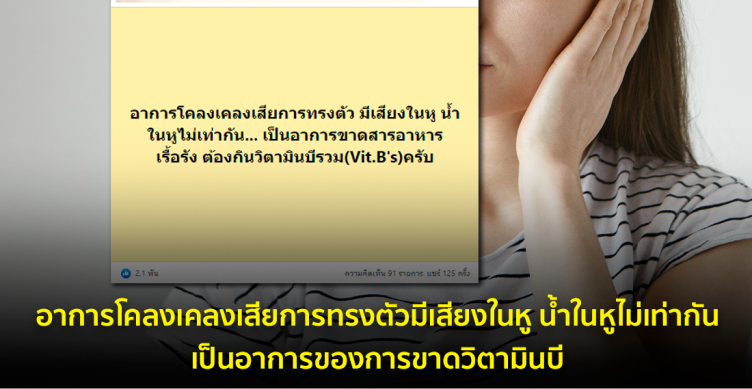 อาการโคลงเคลงเสียการทรงตัว มีเสียงในหู น้ำ
ในหูไม่เท่ากัน... เป็นอาการขาดสารอาหาร
เรื้อรัง ต้องกินวิตามินบีรวม(Vit.B's)ครับ
2.1 พัน
ความคิดเห็น 91 รายการ แชร์ 125 ครั้ง
อาการโคลงเคลงเสียการทรงตัวมีเสียงในหู น้ำในหูไม่เท่ากัน
เป็นอาการของการขาดวิตามินบี